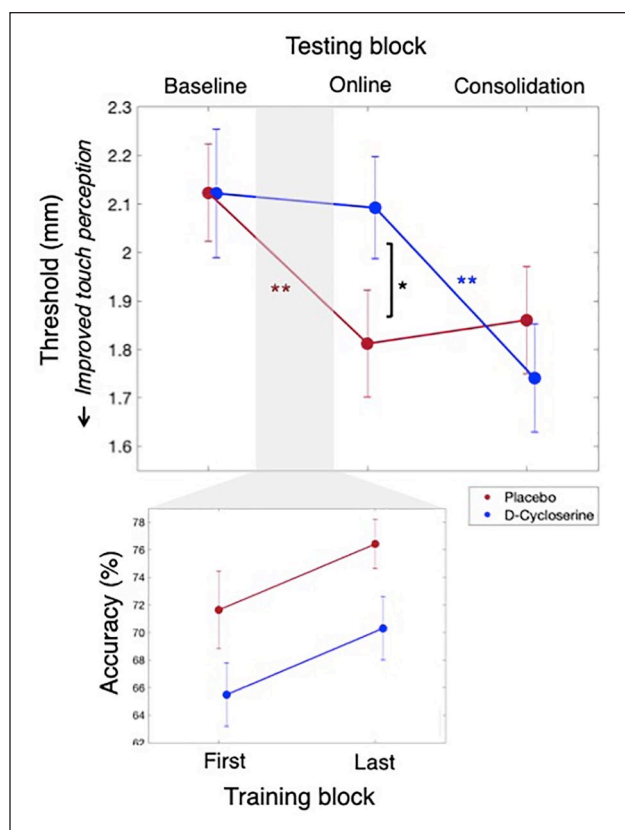 Testing block
Baseline Online Consolidation
2.3
2.2
2.1
2
1.9
1.8
1.7
1.6
Threshold (mm)
← Improved touch perception
**
*
**
Placebo
D-Cycloserine
78
76
74
72
70
68
66
64
62
Accuracy (%)
First Last
Training block